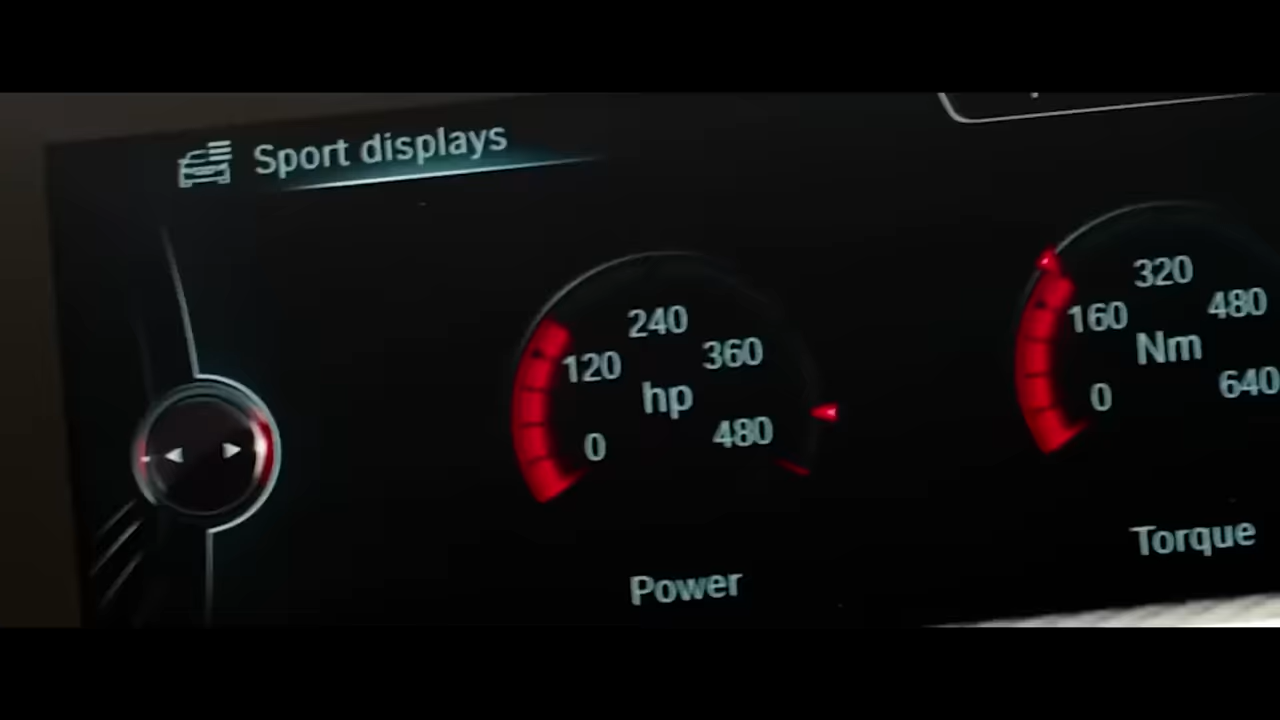 Sport displays
240
120
360
hp
0
480
Power
320
160
480
Nm
0
640
Torque